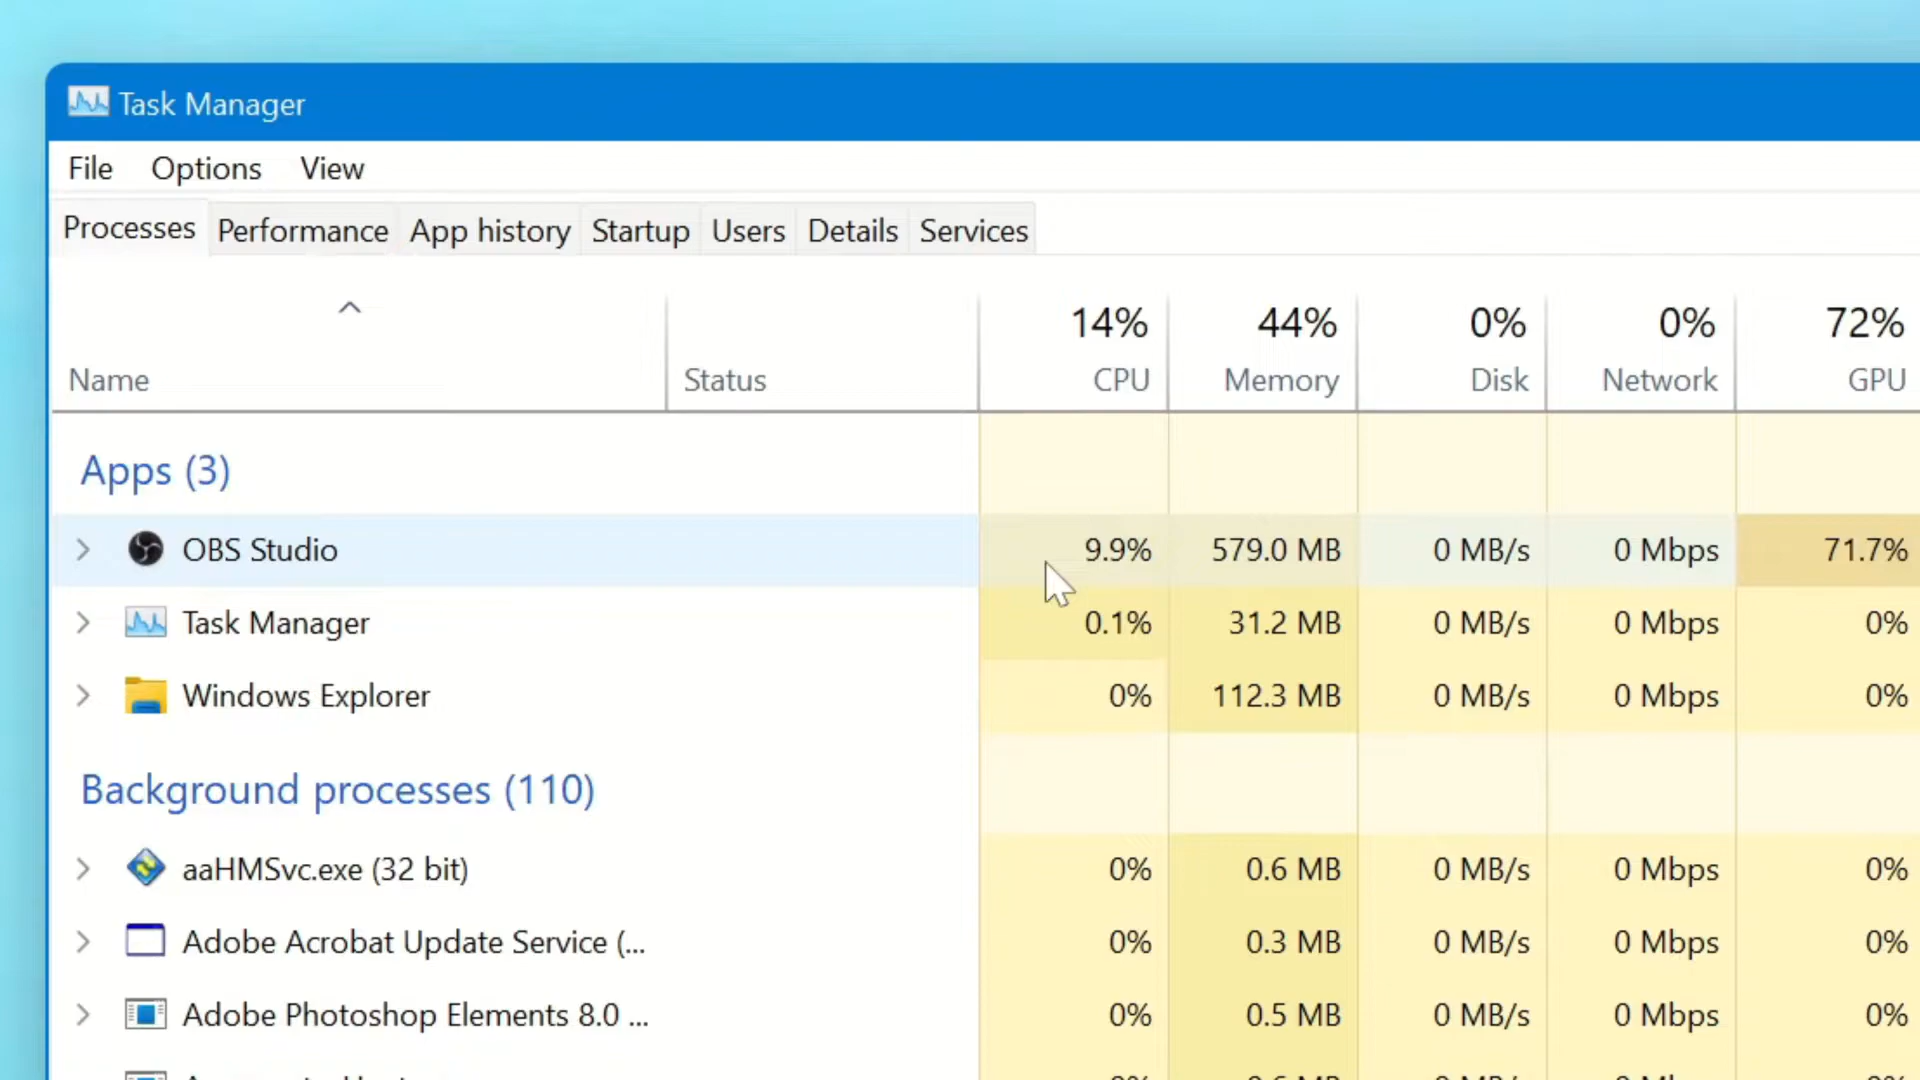 Task Manager
File Options View
Processes Performance App history Startup Users Details Services
14% 44% 0% 0% 72%
Name Status CPU Memory Disk Network GPU
Apps (3)
OBS Studio 9.9% 579.0 MB 0 MB/s 0 Mbps 71.7%
Task Manager 0.1% 31.2 MB 0 MB/s 0 Mbps 0%
Windows Explorer 0% 112.3 MB 0 MB/s 0 Mbps 0%
Background processes (110)
aaHMSvc.exe (32 bit) 0% 0.6 MB 0 MB/s 0 Mbps 0%
Adobe Acrobat Update Service (... 0% 0.3 MB 0 MB/s 0 Mbps 0%
Adobe Photoshop Elements 8.0 ... 0% 0.5 MB 0 MB/s 0 Mbps 0%